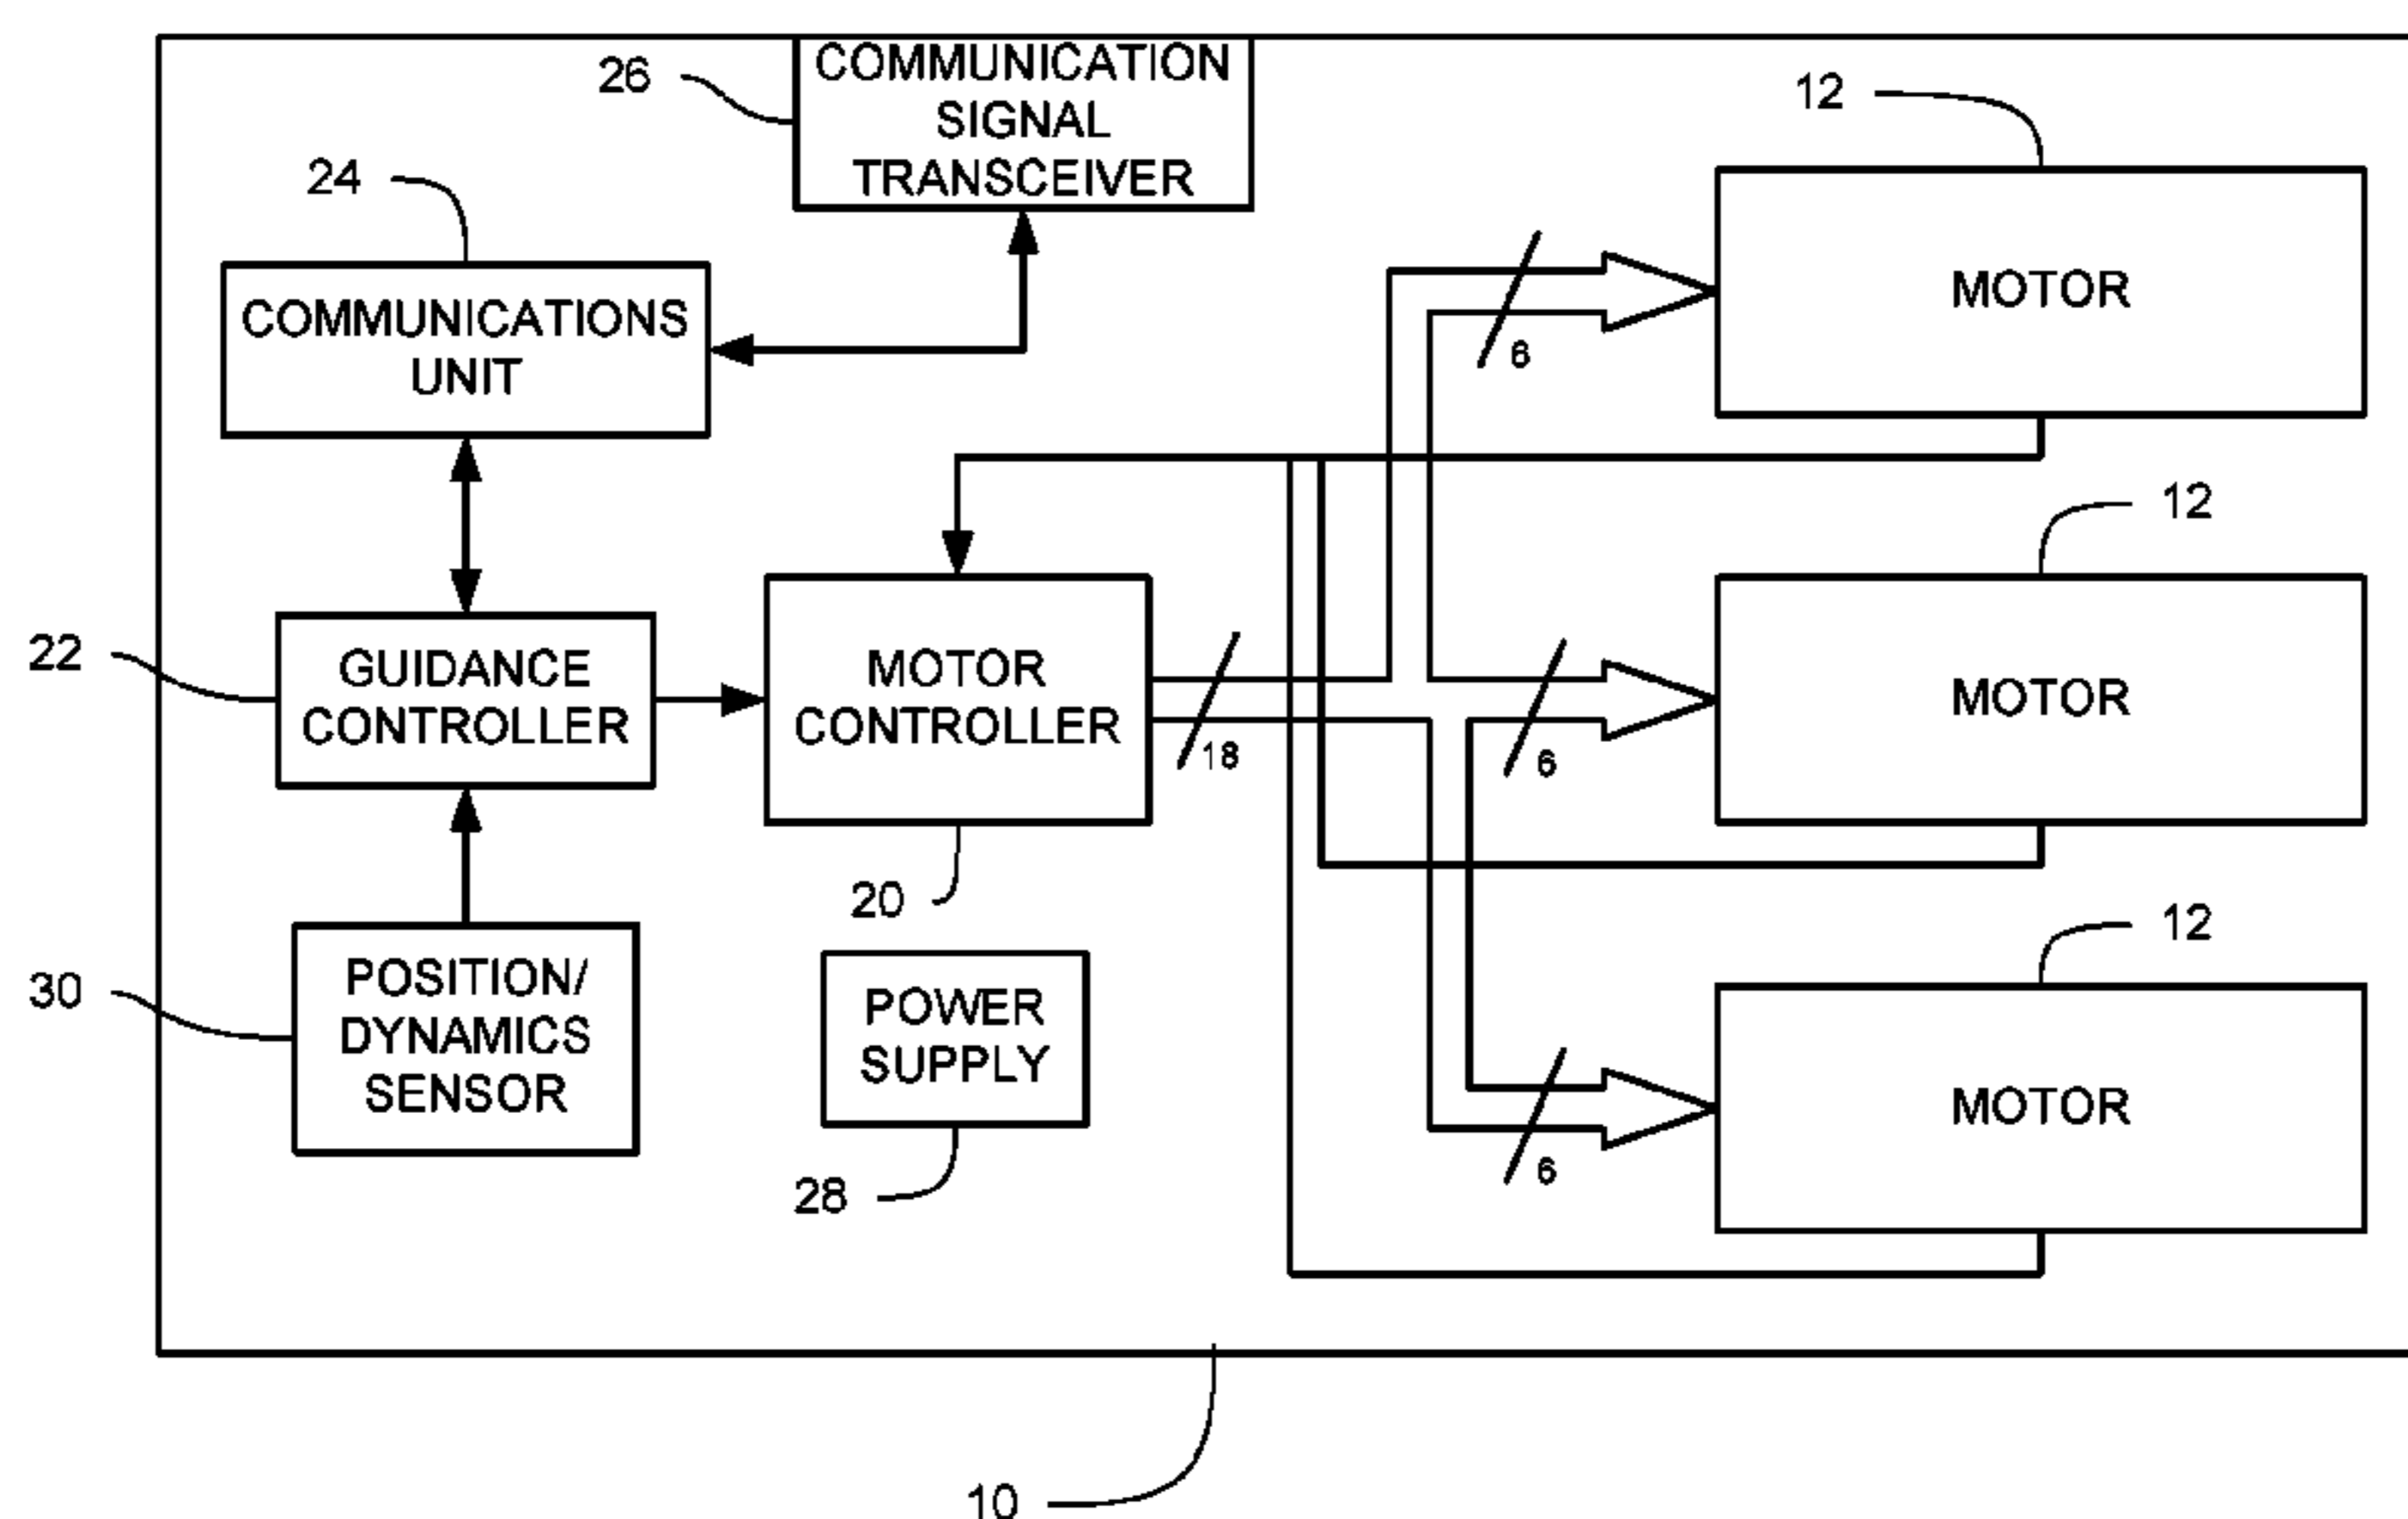 26
COMMUNICATION
SIGNAL
TRANSCEIVER
12
24
MOTOR
COMMUNICATIONS
UNIT
6
12
22
GUIDANCE
CONTROLLER
MOTOR
CONTROLLER
18
6
MOTOR
20
12
30
POSITION/
DYNAMICS
SENSOR
POWER
SUPPLY
28
6
MOTOR
10